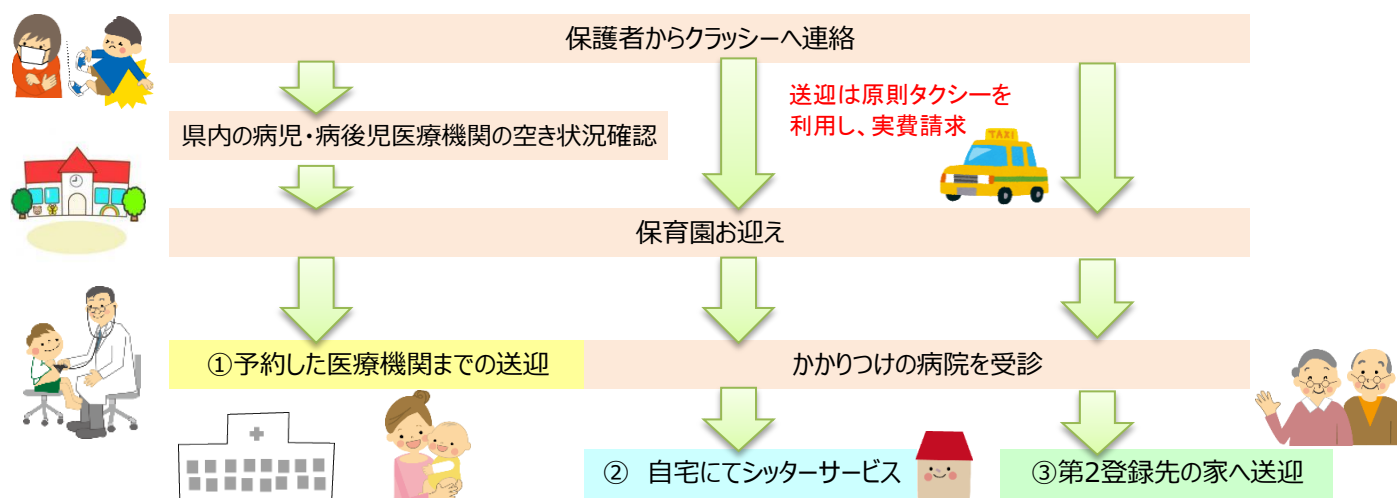 保護者からクラッシーへ連絡
送迎は原則タクシーを
利用し、実費請求
県内の病児・病後児医療機関の空き状況確認
TAXI
保育園お迎え
①予約した医療機関までの送迎
かかりつけの病院を受診
② 自宅にてシッターサービス
③第2登録先の家へ送迎